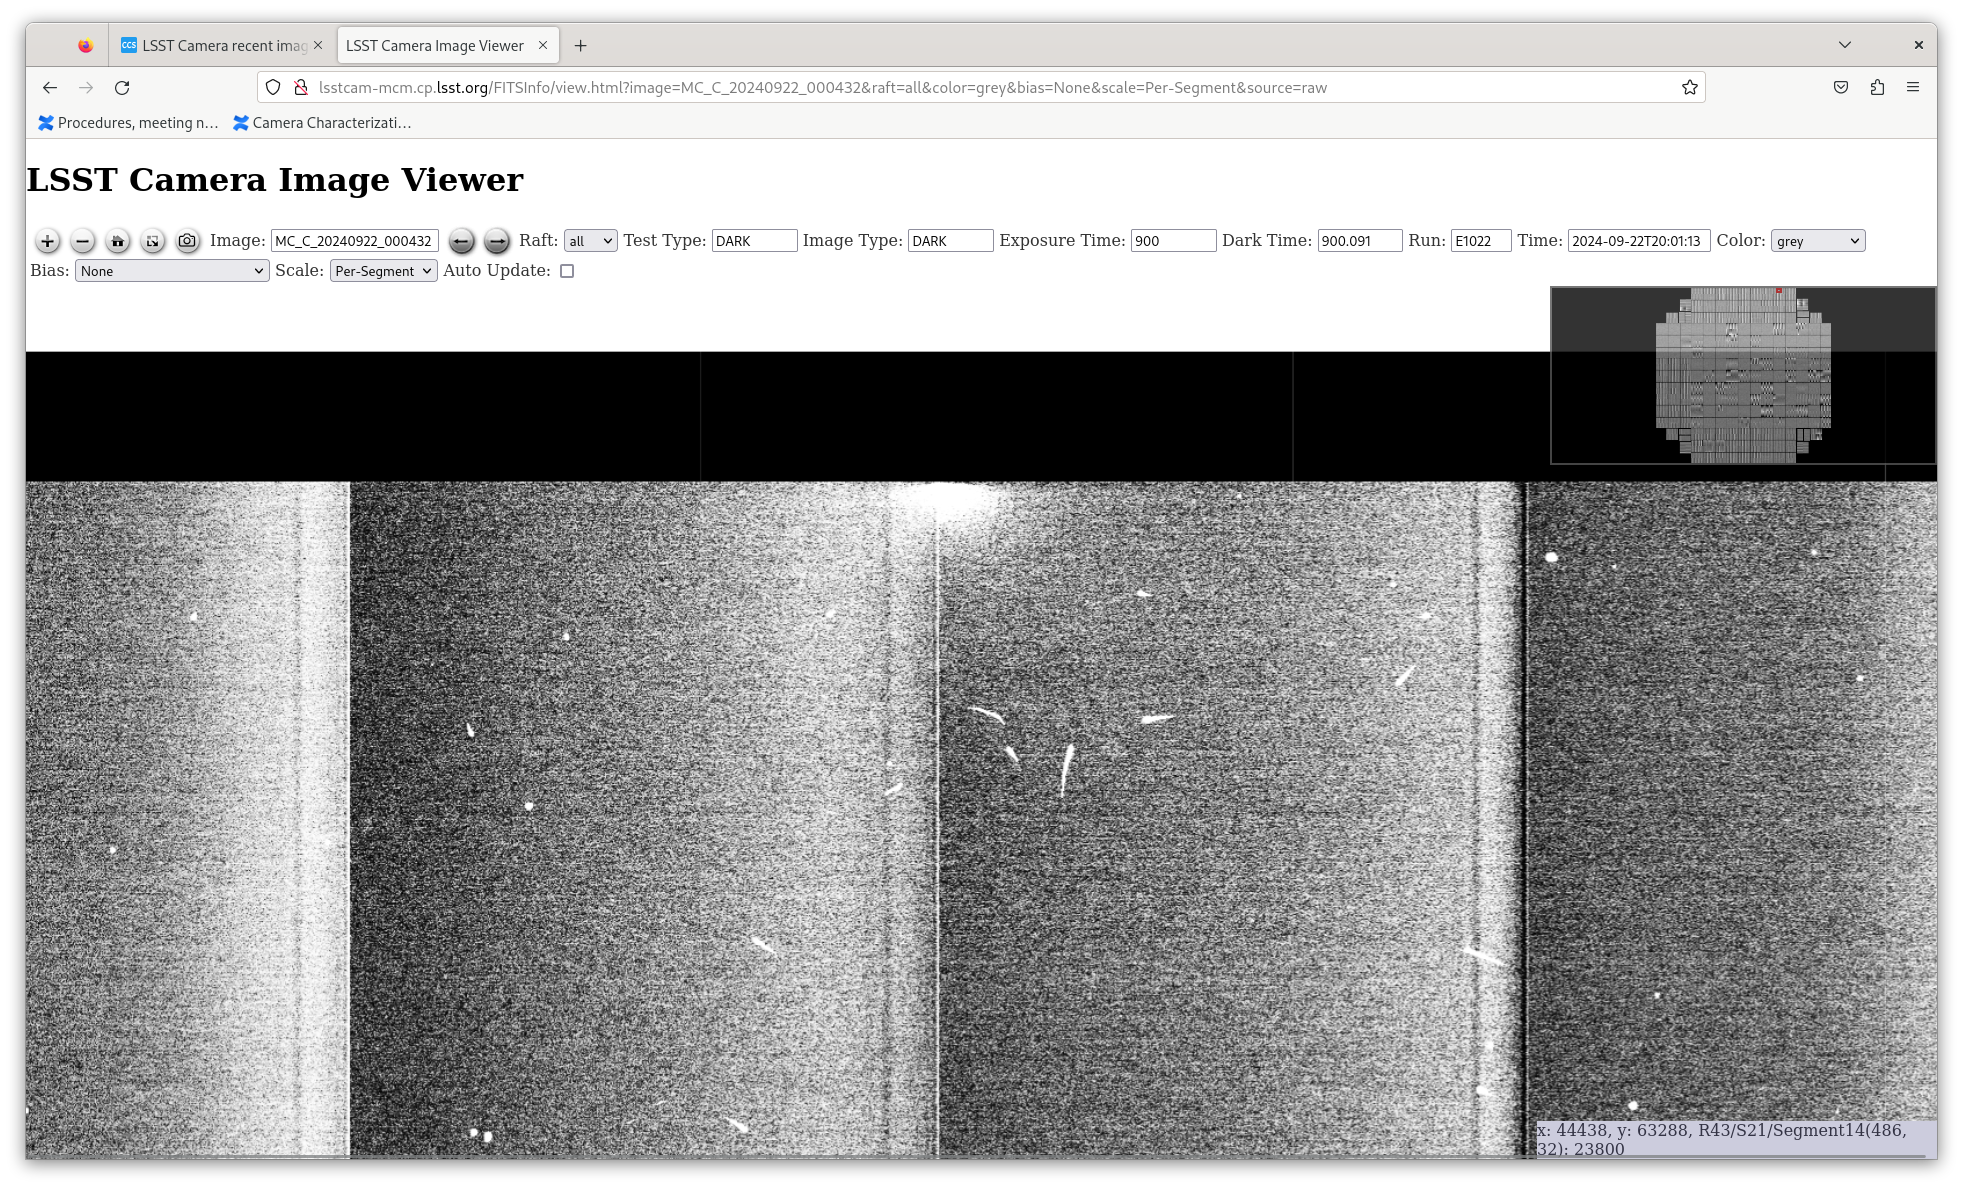 CCS LSST Camera recent imag
LSST Camera Image Viewer
lsstcam-mcm.cp.lsst.org/FITSInfo/view.html?image=MC_C_20240922_000432&raft=all&color=grey&bias=None&scale=Per-Segment&source=raw
Procedures, meeting n… Camera Characterizati…
LSST Camera Image Viewer
Image: MC_C_20240922_000432 Raft: all Test Type: DARK Image Type: DARK Exposure Time: 900 Dark Time: 900.091 Run: E1022 Time: 2024-09-22T20:01:13 Color: grey
Bias: None Scale: Per-Segment Auto Update:
x: 44438, y: 63288, R43/S21/Segment14(486,
32): 23800